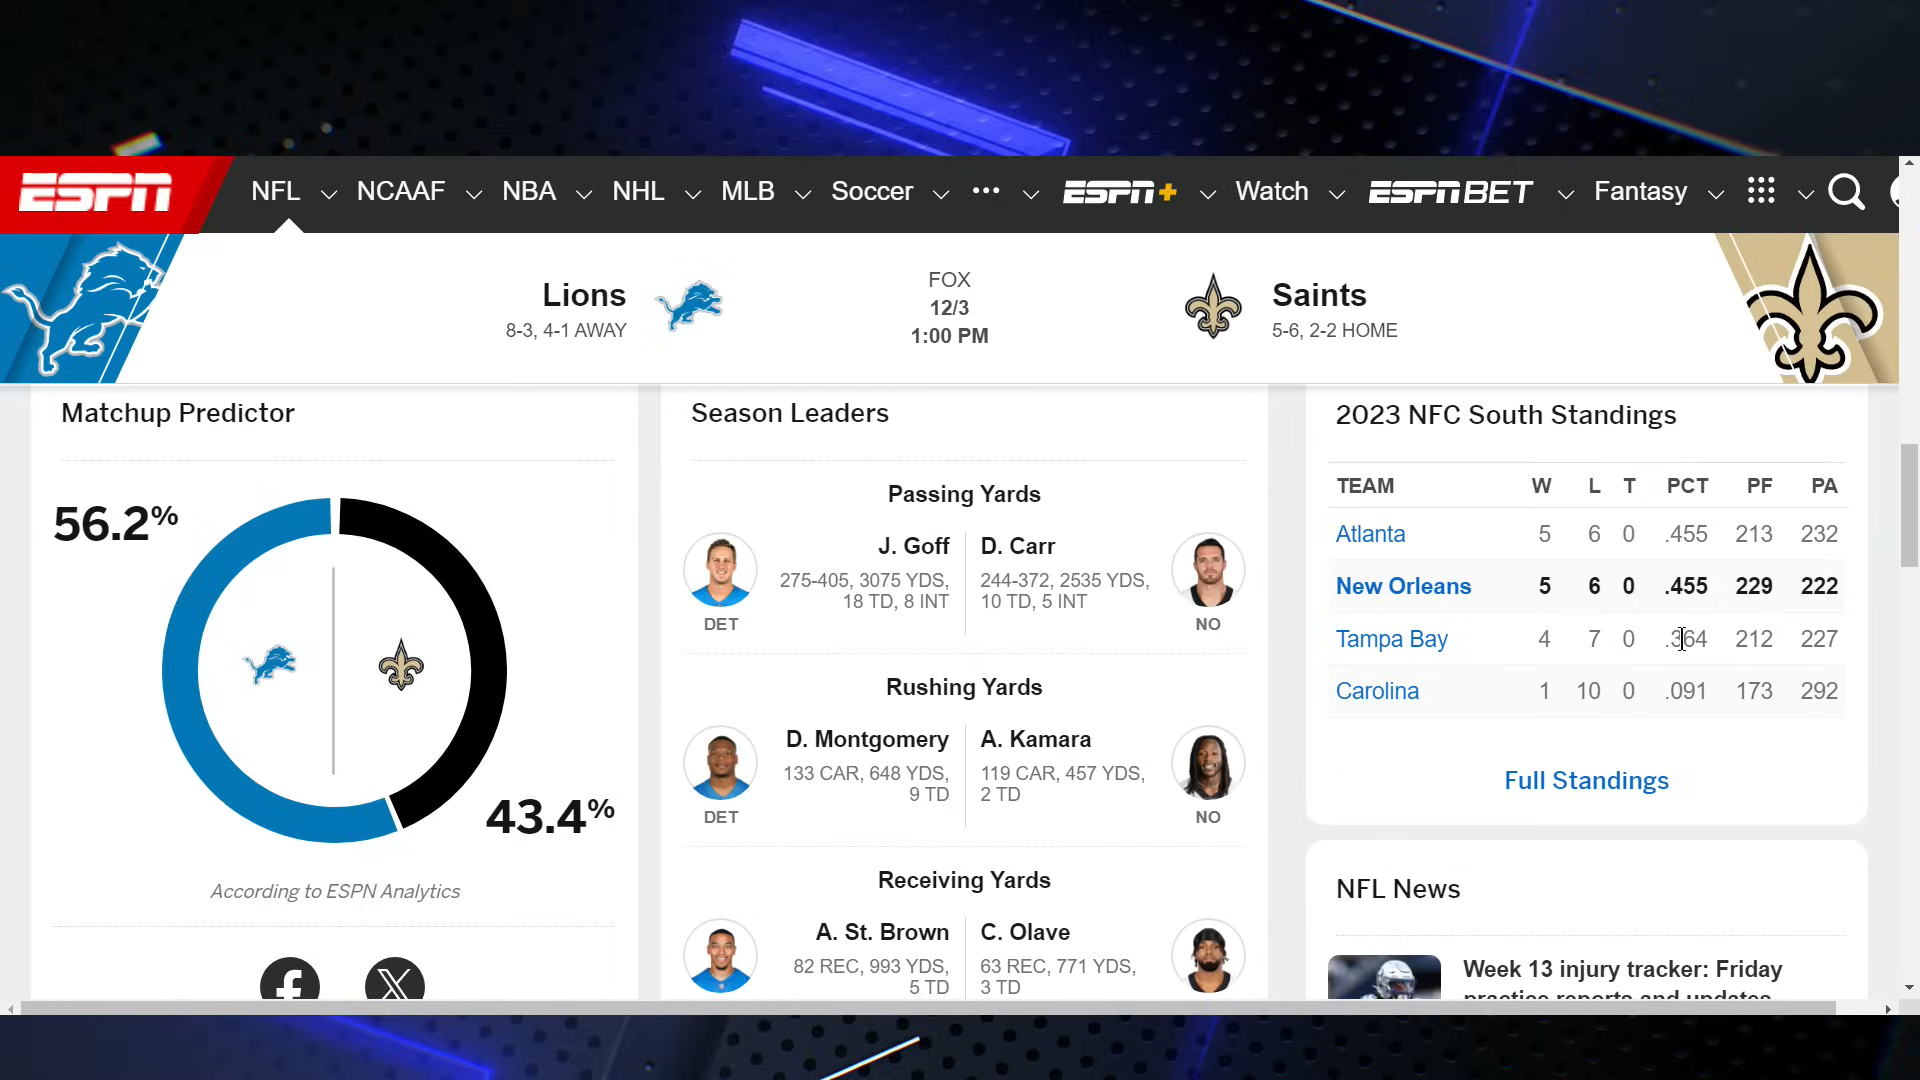 ESPN NFL NCAAF NBA NHL MLB Soccer ... ESPN+ Watch ESPN BET Fantasy
Lions
8-3, 4-1 AWAY
FOX
12/3
1:00 PM
Saints
5-6, 2-2 HOME
Matchup Predictor
56.2%
43.4%
According to ESPN Analytics
Season Leaders
Passing Yards
J. Goff
275-405, 3075 YDS,
18 TD, 8 INT
DET
D. Carr
244-372, 2535 YDS,
10 TD, 5 INT
NO
Rushing Yards
D. Montgomery
133 CAR, 648 YDS,
9 TD
DET
A. Kamara
119 CAR, 457 YDS,
2 TD
NO
Receiving Yards
A. St. Brown
82 REC, 993 YDS,
5 TD
C. Olave
63 REC, 771 YDS,
3 TD
2023 NFC South Standings
TEAM W L T PCT PF PA
Atlanta 5 6 0 .455 213 232
New Orleans 5 6 0 .455 229 222
Tampa Bay 4 7 0 .364 212 227
Carolina 1 10 0 .091 173 292
Full Standings
NFL News
Week 13 injury tracker: Friday
practice reports and updates